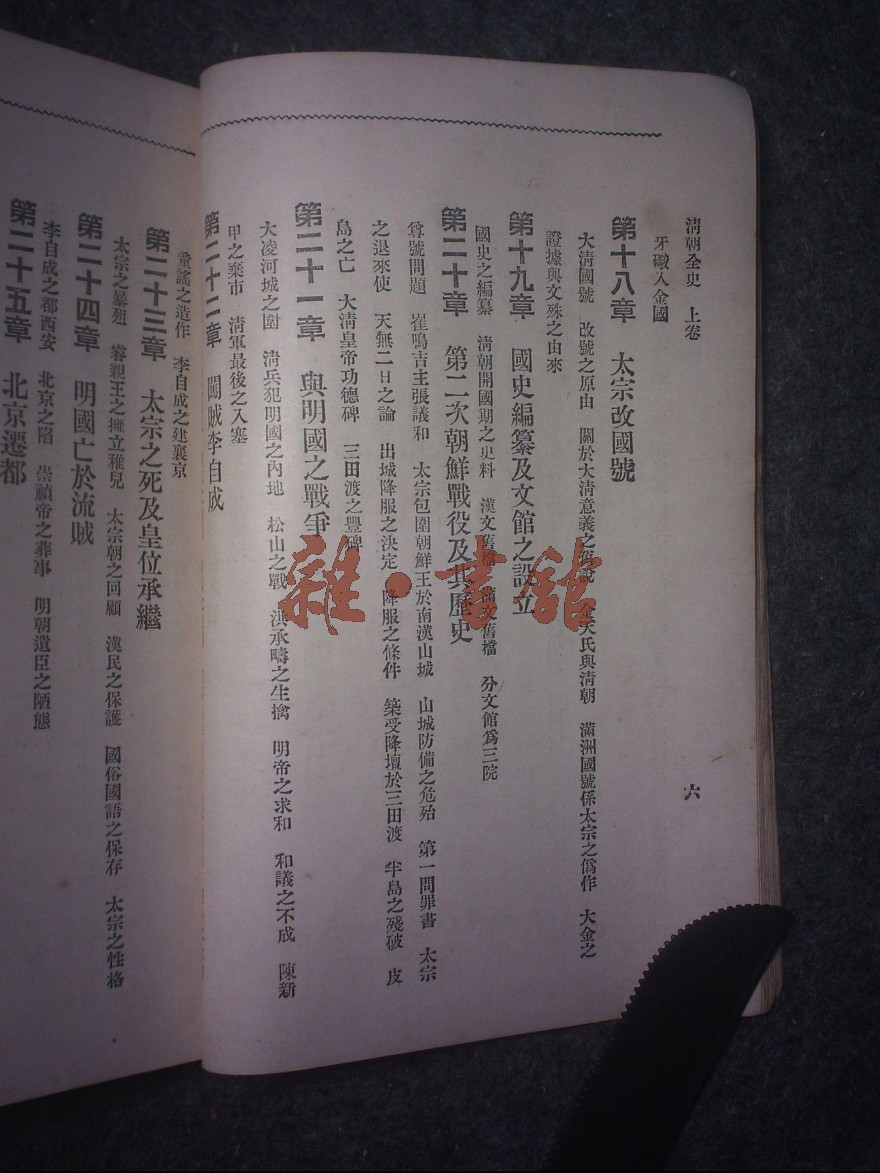 清朝全史 上卷
六
牙礮入金國
第十八章 太宗改國號
大清國號 改號之原由 關於大清意義之舊說 金天氏與清朝 滿洲國號係太宗之僞作 大金之
證據與文殊之由來
第十九章 國史編纂及文館之設立
國史之編纂 清朝開國期之史料 漢文舊檔 滿文舊檔 分文館爲三院
第二十章 第二次朝鮮戰役及其歷史
尊號問題 崔鳴吉主張議和 太宗包圍朝鮮王於南漢山城 山城防備之危殆 第一問罪書 太宗
之退來使 天無二日之論 出城降服之決定 降服之條件 築受降壇於三田渡 半島之殘破 皮
島之亡 大清皇帝功德碑 三田渡之豐碑
第二十一章 與明國之戰爭
大凌河城之圍 清兵犯明國之內地 松山之戰 洪承疇之生擒 明帝之求和 和議之不成 陳新
甲之棄市 清軍最後之入塞
第二十二章 闖賊李自成
童謠之造作 李自成之建襄京
第二十三章 太宗之死及皇位承繼
太宗之暴殂 睿親王之擁立稚兒 太宗朝之回顧 漢民之保護 國俗國語之保存 太宗之性格
第二十四章 明國亡於流賊
李自成之都西安 北京之陷 崇禎帝之葬事 明朝遺臣之陋態
第二十五章 北京遷都
雜·書館